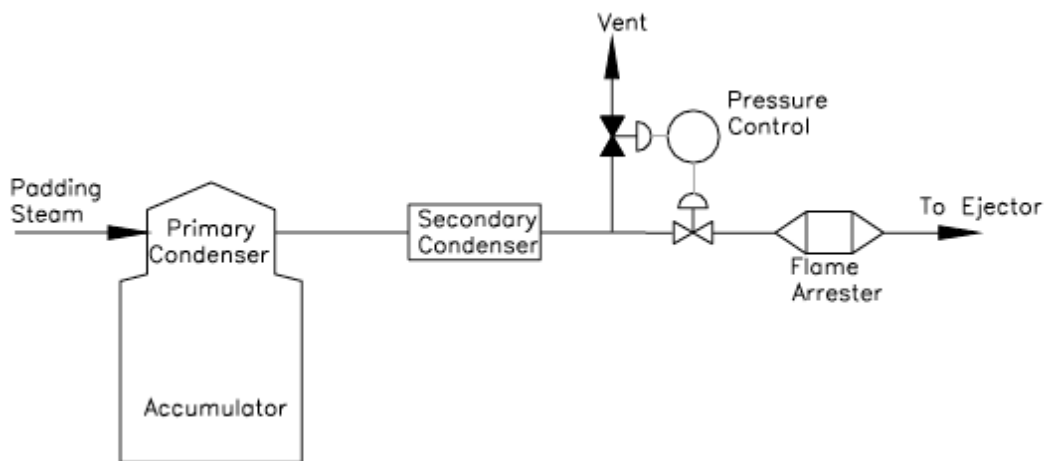 Vent
Pressure
Control
Padding
Steam
Primary
Condenser
Secondary
Condenser
To Ejector
Flame
Arrester
Accumulator